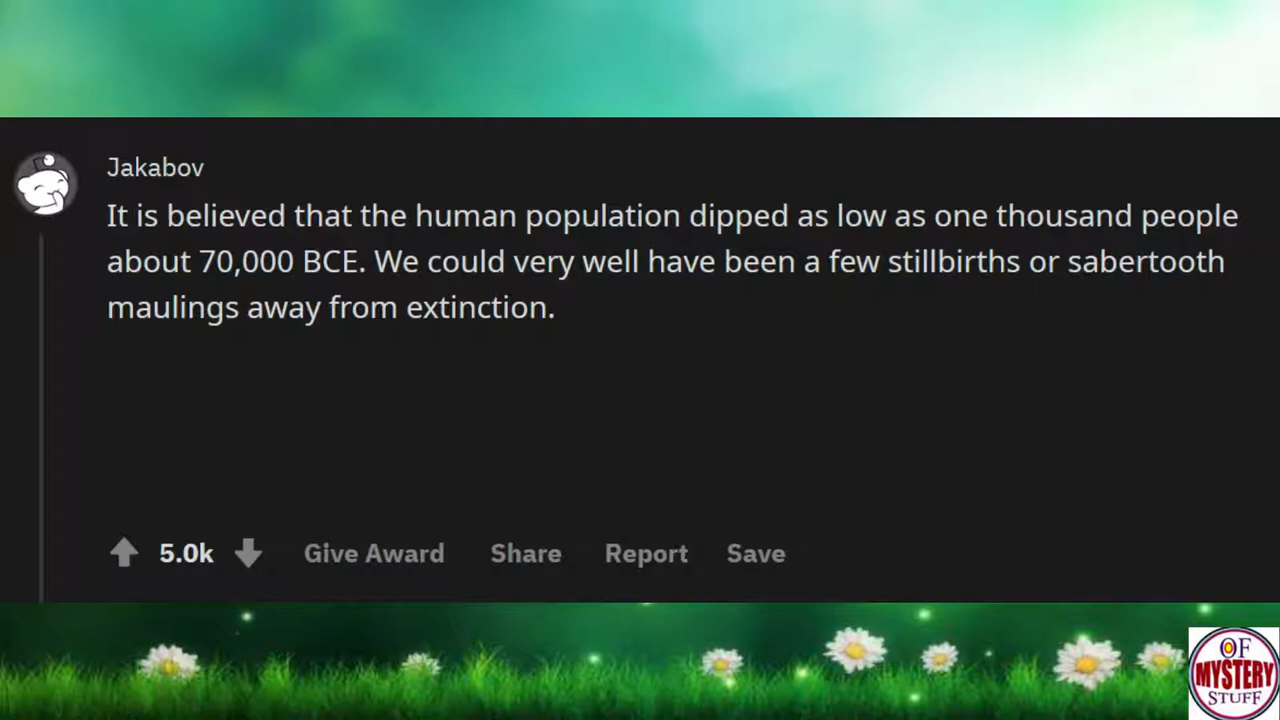 Jakabov
It is believed that the human population dipped as low as one thousand people
about 70,000 BCE. We could very well have been a few stillbirths or sabertooth
maulings away from extinction.
5.0k Give Award Share Report Save
OF
MYSTERY
STUFF